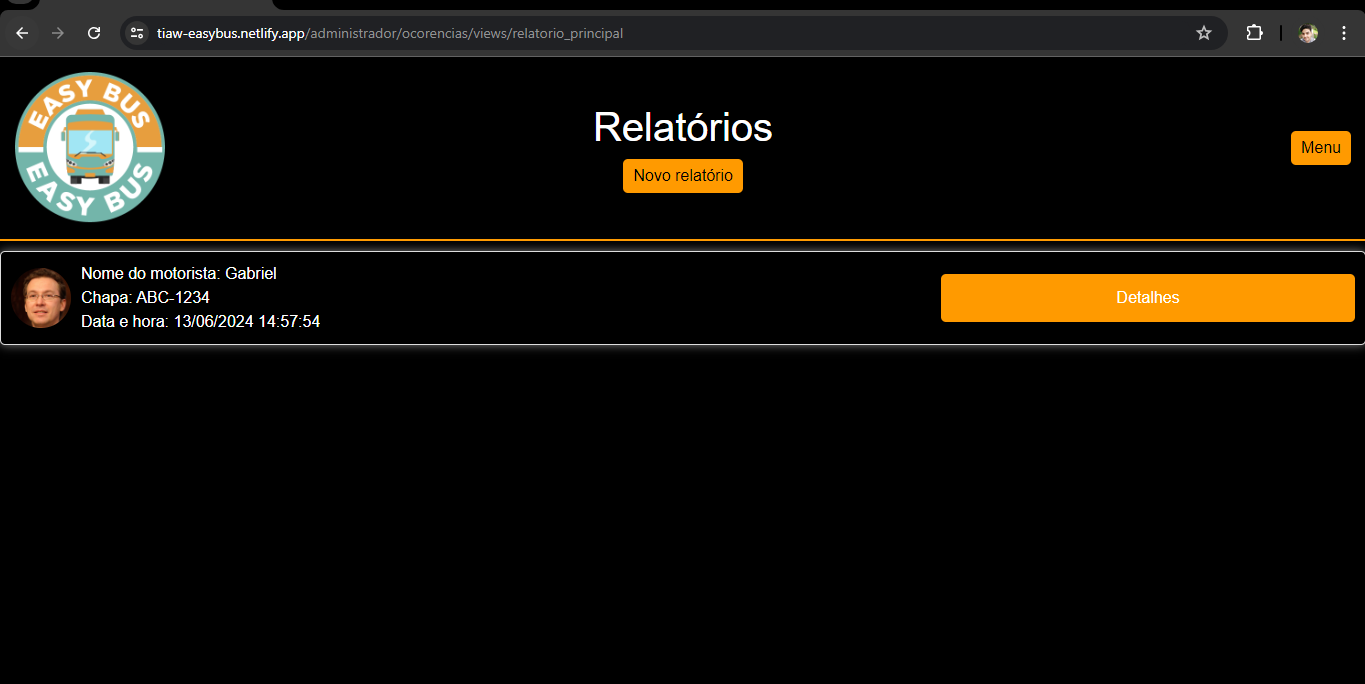 tiaw-easybus.netlify.app/administrador/ocorencias/views/relatorio_principal
EASY BUS
EASY BUS
Relatórios
Novo relatório
Menu
Nome do motorista: Gabriel
Chapa: ABC-1234
Data e hora: 13/06/2024 14:57:54
Detalhes